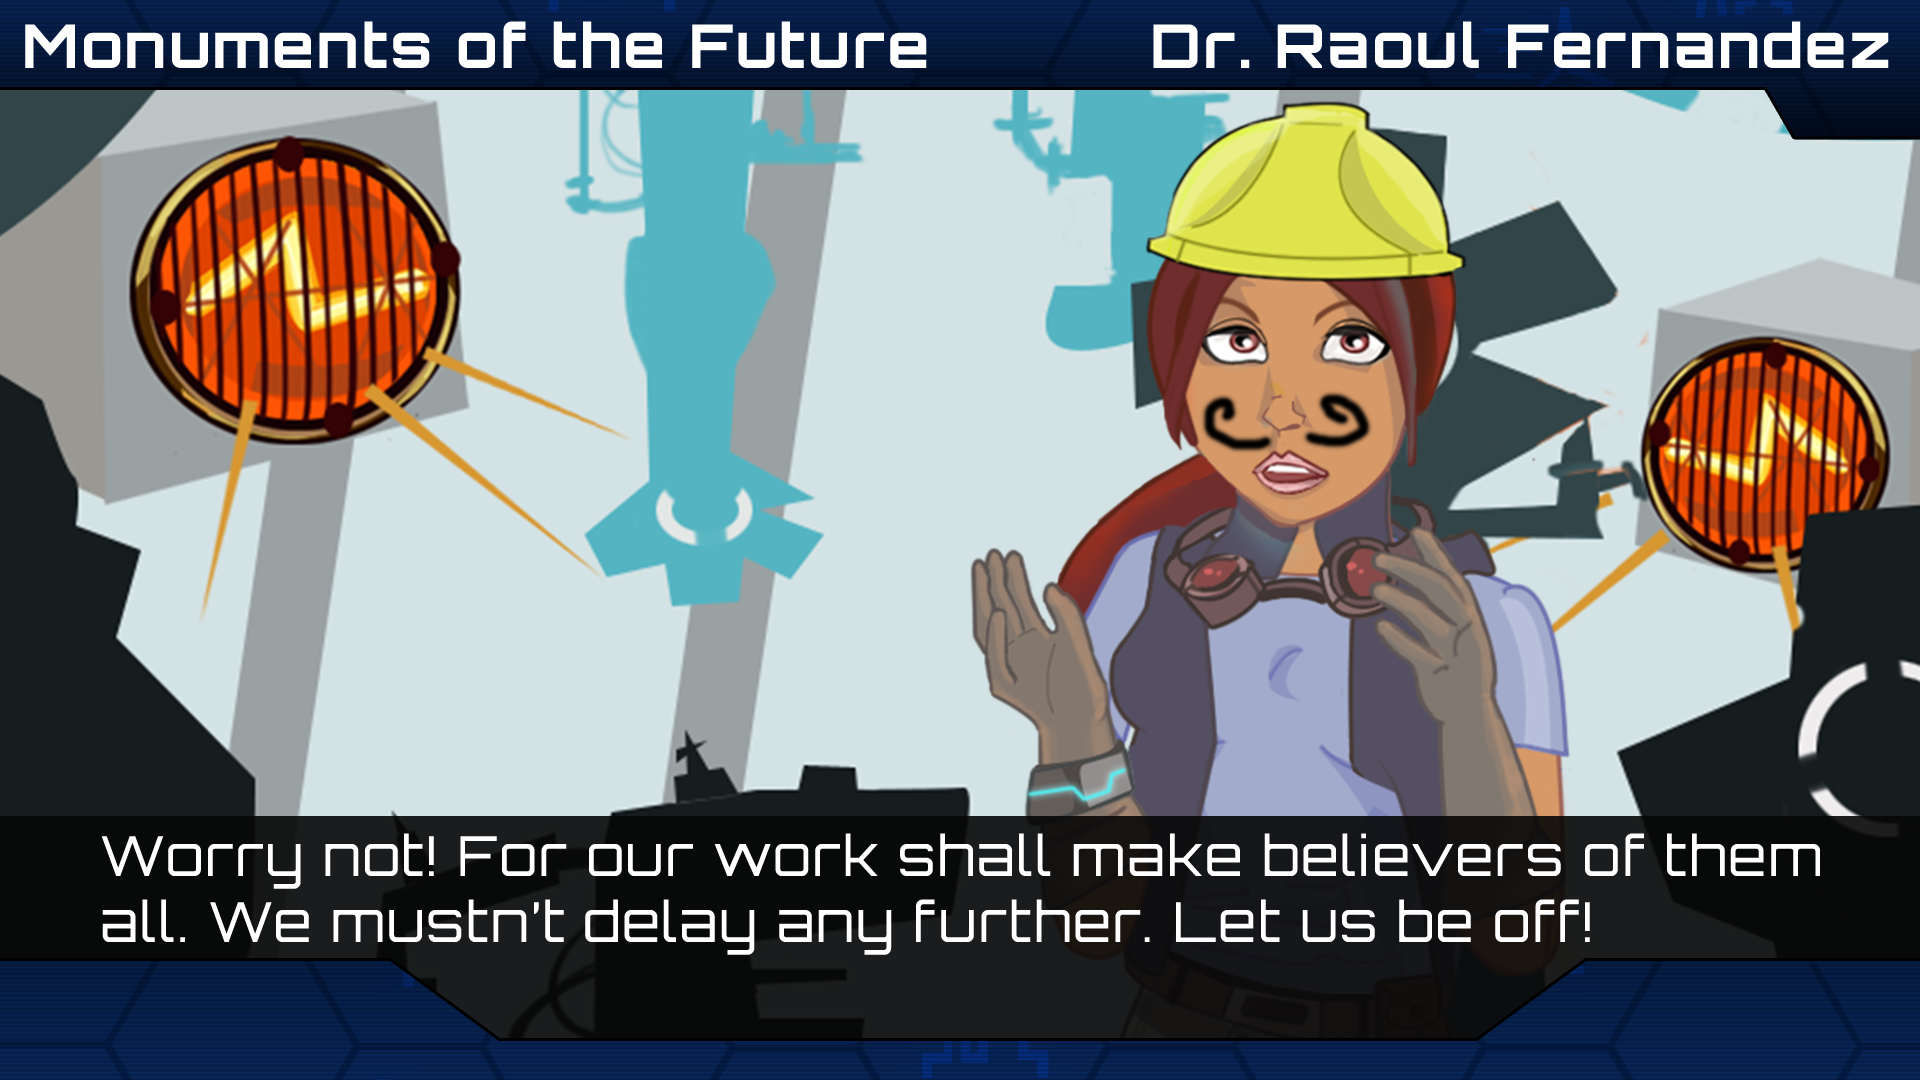 Monuments of the Future
Dr. Raoul Fernandez
Worry not! For our work shall make believers of them
all. We mustn't delay any further. Let us be off!